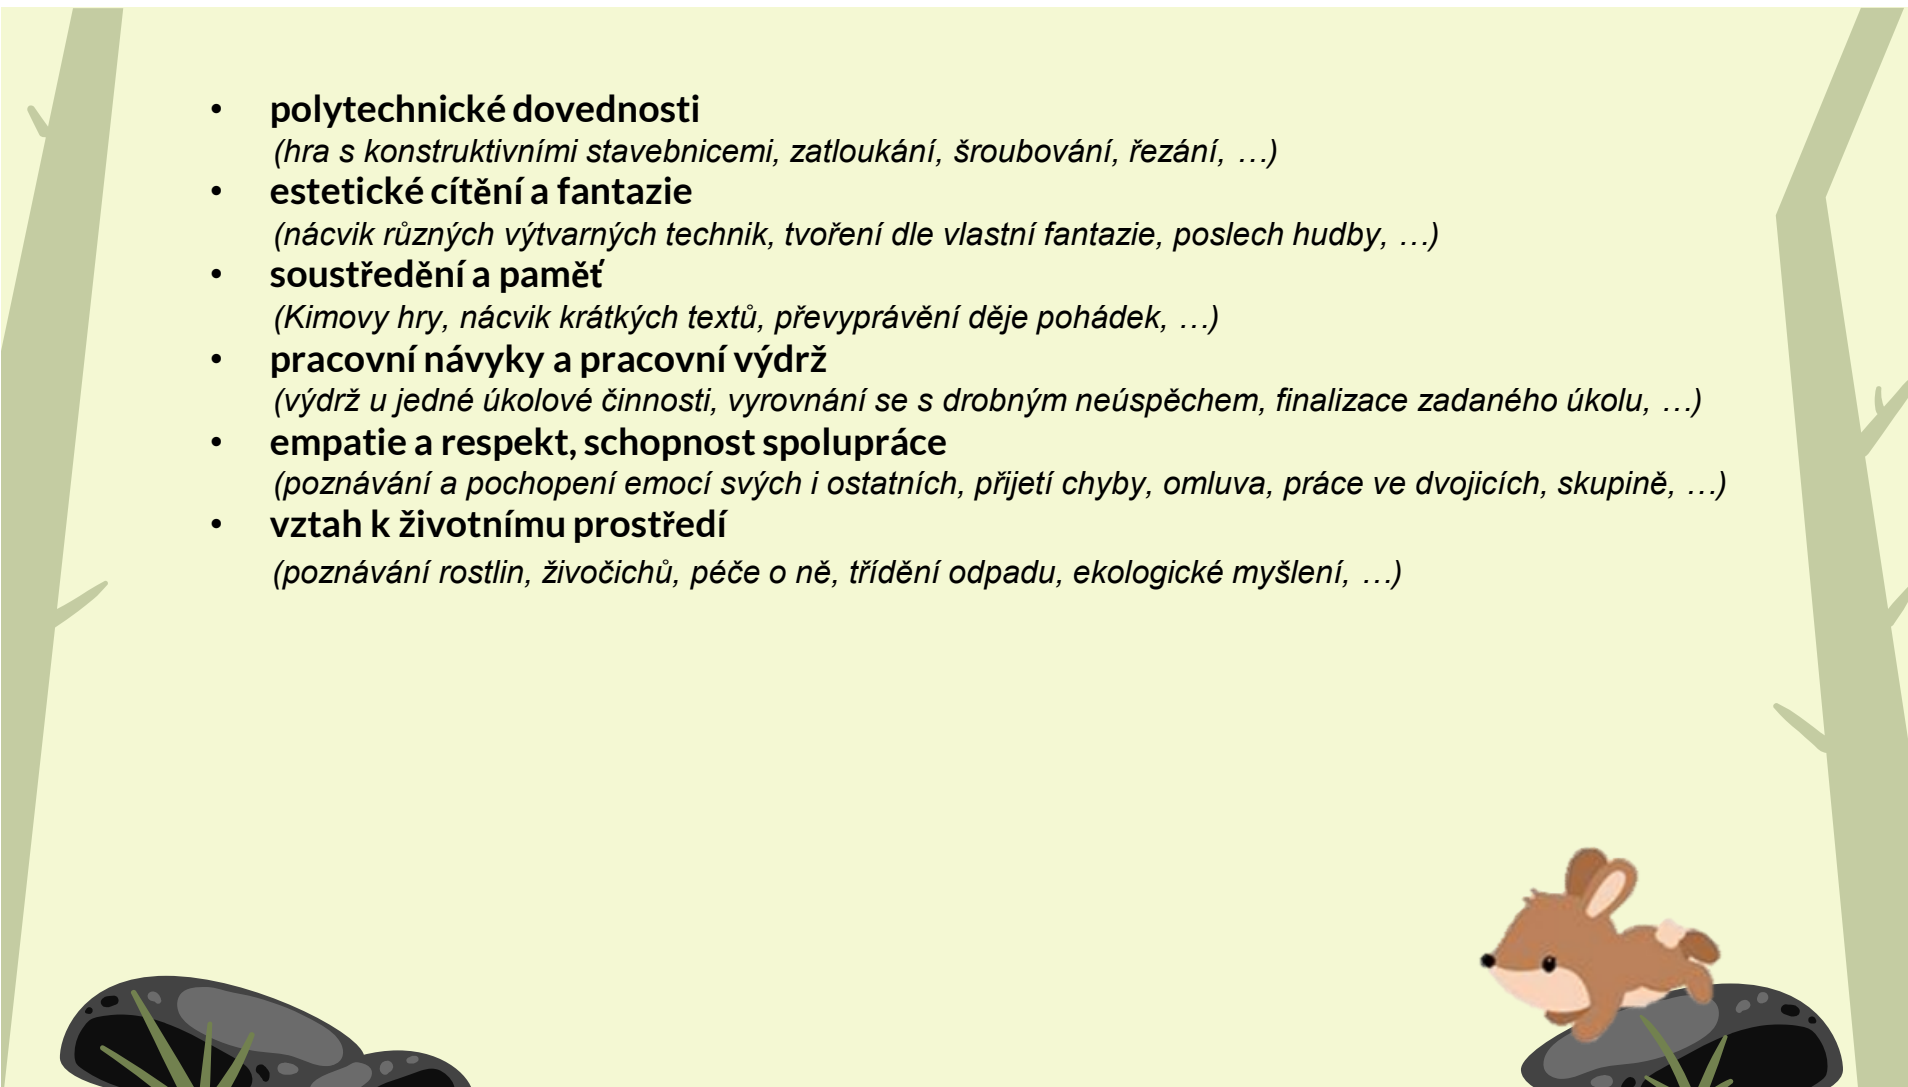 • polytechnické dovednosti
(hra s konstruktivními stavebnicemi, zatloukání, šroubování, řezání, …)
• estetické cítění a fantazie
(nácvik různých výtvarných technik, tvoření dle vlastní fantazie, poslech hudby, …)
• soustředění a paměť
(Kimovy hry, nácvik krátkých textů, převyprávění děje pohádek, …)
• pracovní návyky a pracovní výdrž
(výdrž u jedné úkolové činnosti, vyrovnání se s drobným neúspěchem, finalizace zadaného úkolu, …)
• empatie a respekt, schopnost spolupráce
(poznávání a pochopení emocí svých i ostatních, přijetí chyby, omluva, práce ve dvojicích, skupině, …)
• vztah k životnímu prostředí
(poznávání rostlin, živočichů, péče o ně, třídění odpadu, ekologické myšlení, …)